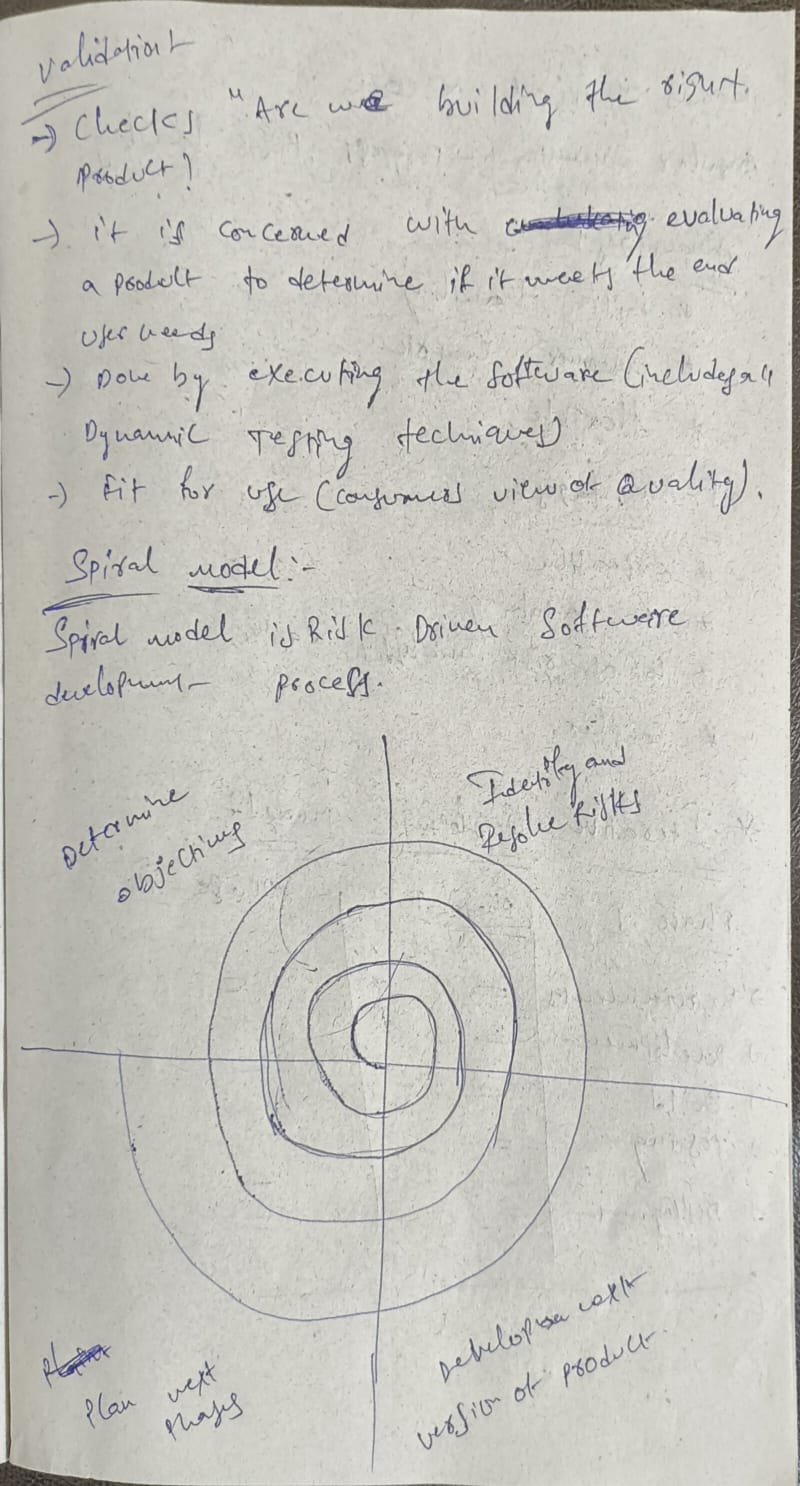 Validation :-
→ Checks "Are we building the right
product?
→ it is concerned with evaluating
a product to determine if it meets the end
user needs
→ Done by executing the software (includes all
Dynamic Testing techniques)
→ Fit for use (consumers view of Quality).
Spiral model :-
Spiral model is Risk Driven Software
development process.
Determine
objectives
Identify and
Resolve Risks
Plan next
Phases
Develop next
version of product